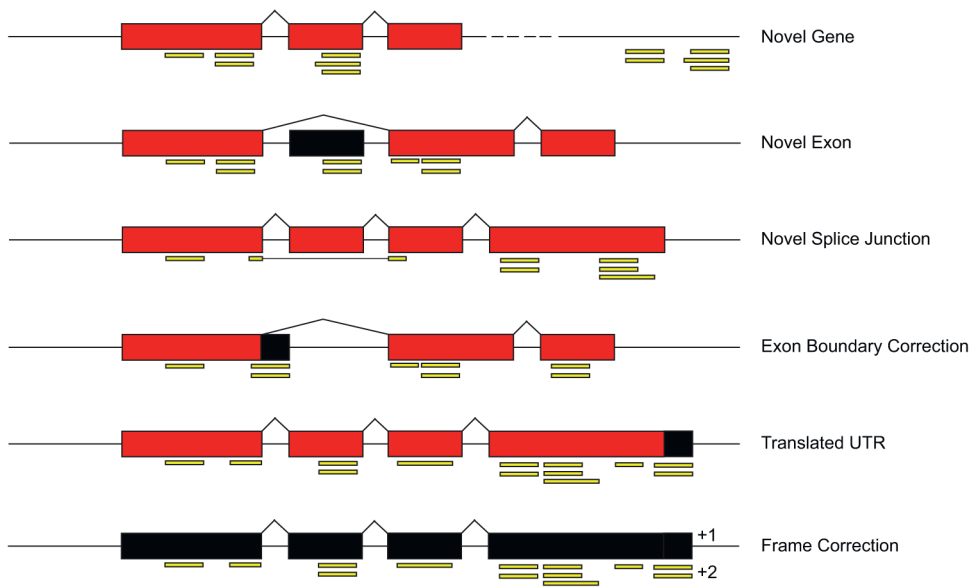 Novel Gene
Novel Exon
Novel Splice Junction
Exon Boundary Correction
Translated UTR
+1
Frame Correction
+2